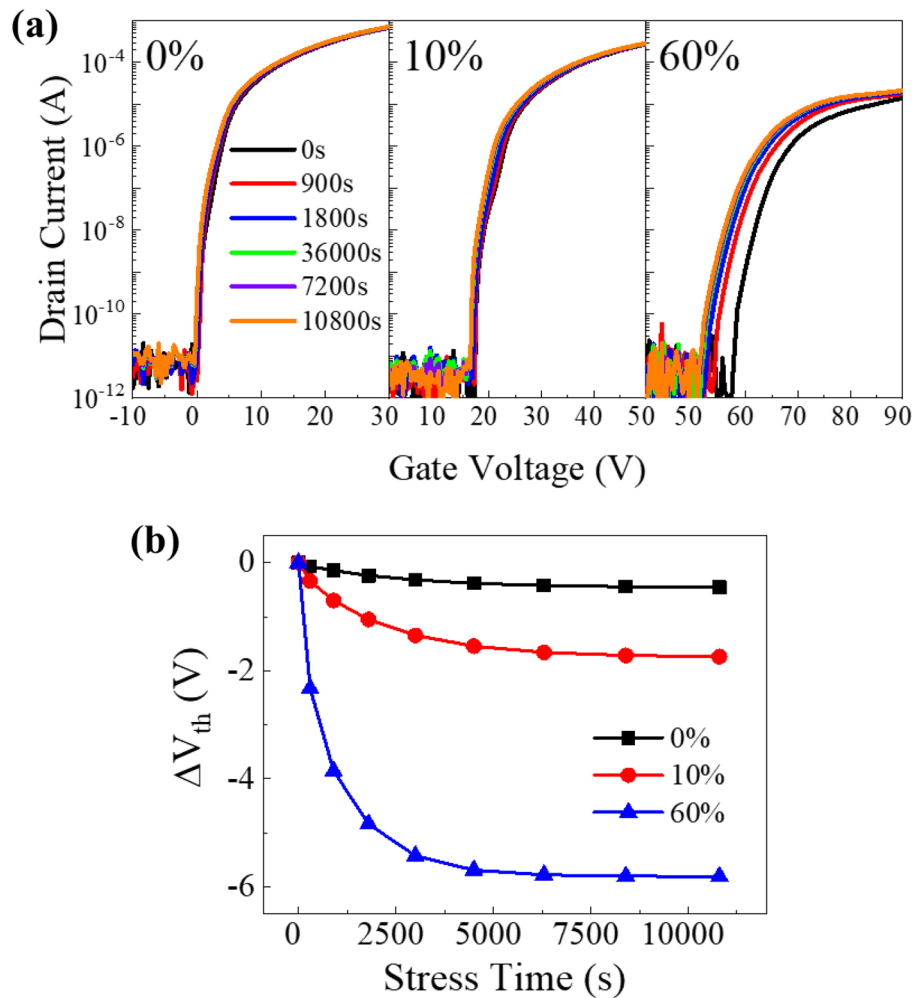 (a)
0%
10%
60%
Drain Current (A)
10-4
10-6
10-8
10-10
10-12
0s
900s
1800s
36000s
7200s
10800s
-10 0 10 20 30 10 20 30 40 50 50 60 70 80 90
Gate Voltage (V)
(b)
ΔVth (V)
0
-2
-4
-6
0%
10%
60%
0 2500 5000 7500 10000
Stress Time (s)